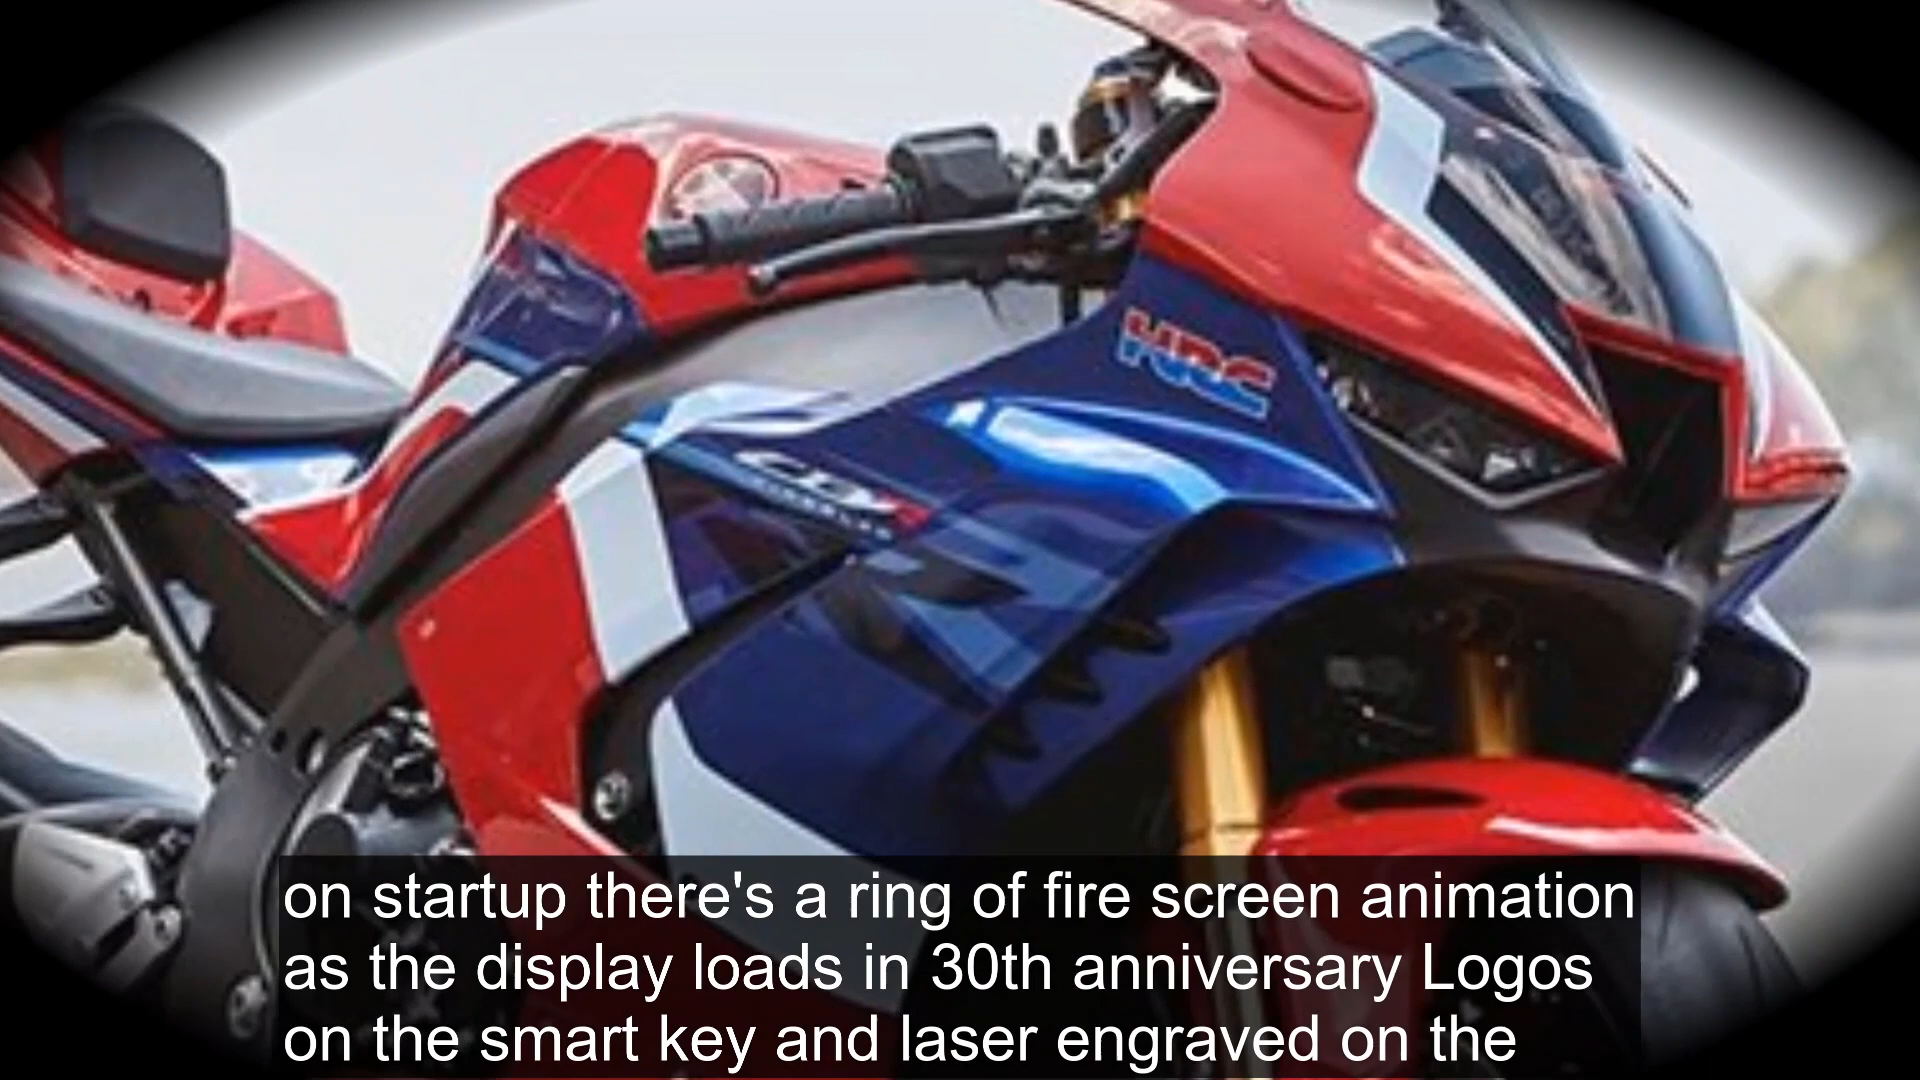 HRC
CBR
on startup there's a ring of fire screen animation
as the display loads in 30th anniversary Logos
on the smart key and laser engraved on the